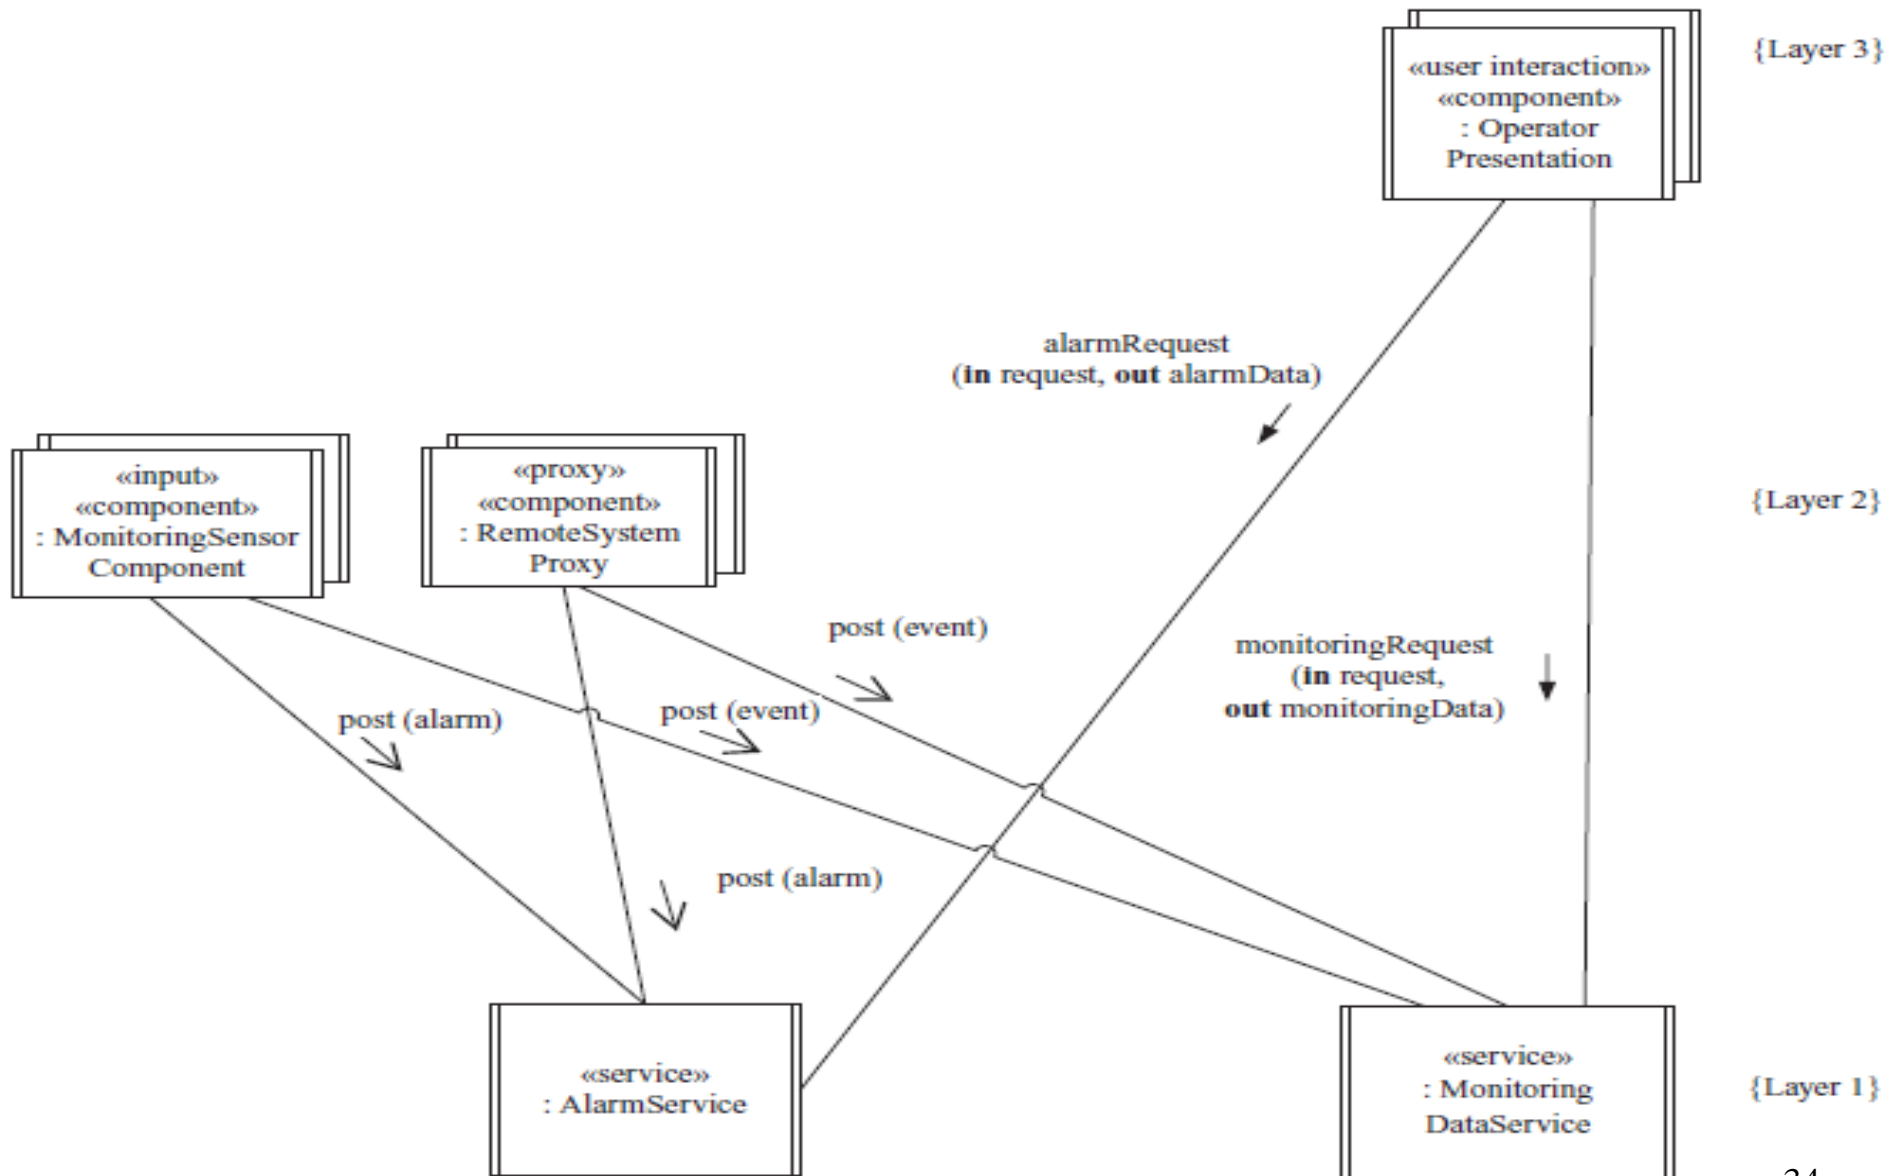 {Layer 3}
«user interaction»
«component»
: Operator
Presentation
alarmRequest
(in request, out alarmData)
{Layer 2}
«input»
«component»
: MonitoringSensor
Component
«proxy»
«component»
: RemoteSystem
Proxy
post (event)
monitoringRequest
(in request,
out monitoringData)
post (alarm)
post (event)
post (alarm)
«service»
: AlarmService
«service»
: Monitoring
DataService
{Layer 1}
34